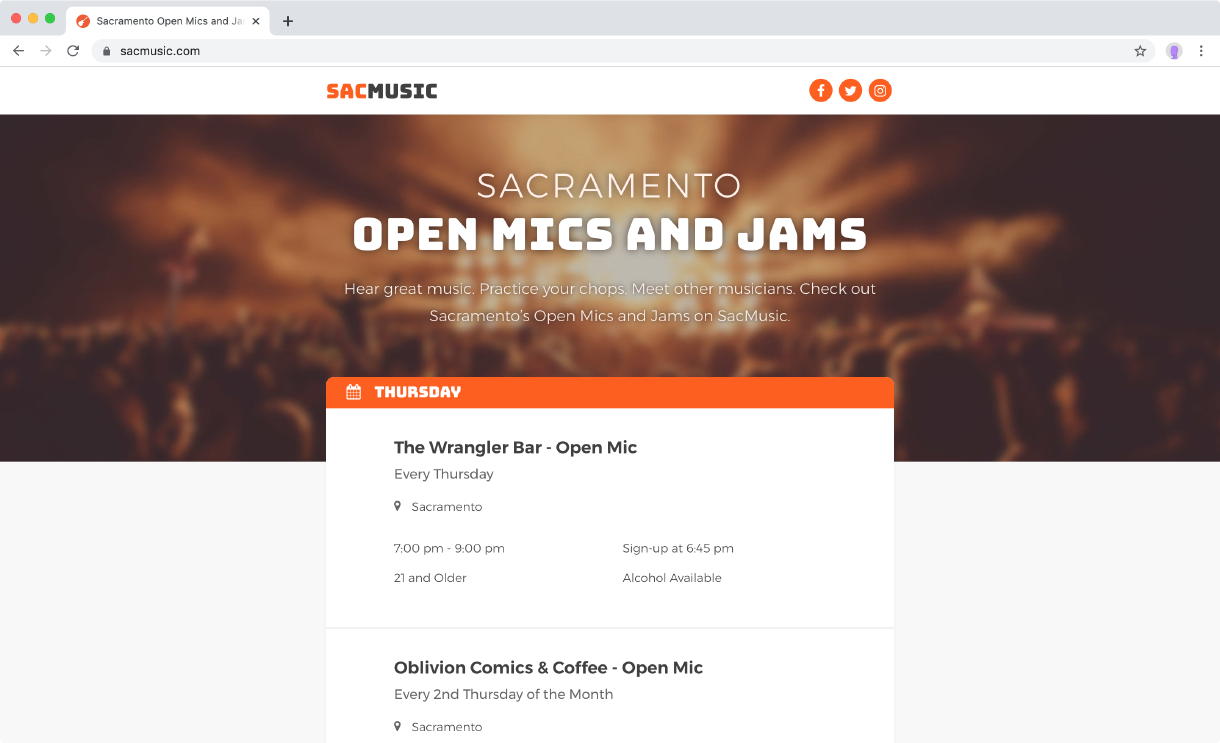 Sacramento Open Mics and Ja
sacmusic.com
SACMUSIC
SACRAMENTO
OPEN MICS AND JAMS
Hear great music. Practice your chops. Meet other musicians. Check out
Sacramento's Open Mics and Jams on SacMusic.
THURSDAY
The Wrangler Bar - Open Mic
Every Thursday
Sacramento
7:00 pm - 9:00 pm Sign-up at 6:45 pm
21 and Older Alcohol Available
Oblivion Comics & Coffee - Open Mic
Every 2nd Thursday of the Month
Sacramento